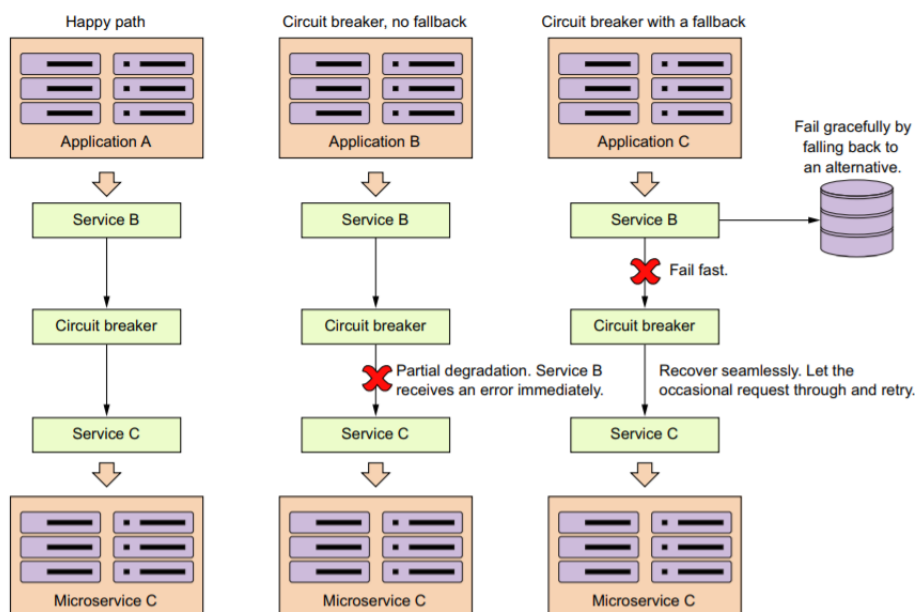 Happy path
Circuit breaker, no fallback
Circuit breaker with a fallback
Application A
Application B
Application C
Fail gracefully by
falling back to
an alternative.
Service B
Service B
Service B
Fail fast.
Circuit breaker
Circuit breaker
Circuit breaker
Partial degradation. Service B
receives an error immediately.
Recover seamlessly. Let the
occasional request through and retry.
Service C
Service C
Service C
Microservice C
Microservice C
Microservice C